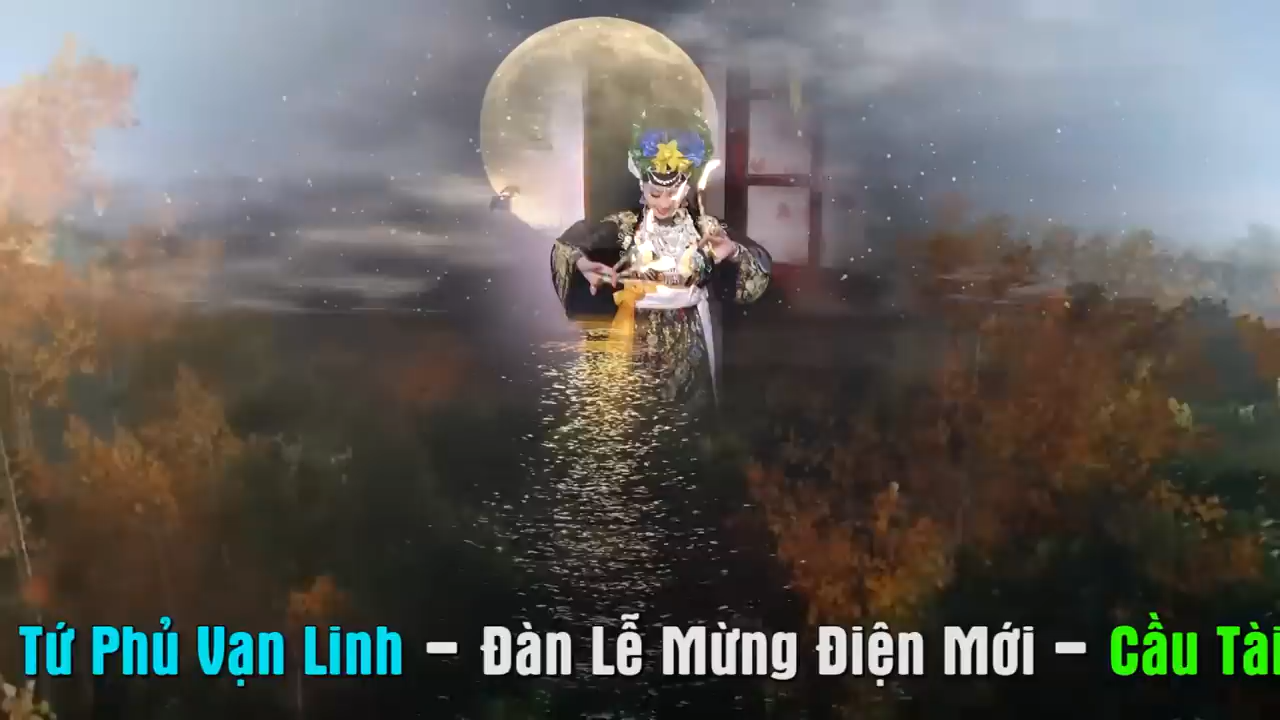 Tứ Phủ Vạn Linh - Đàn Lễ Mừng Điện Mới - Cầu Tài